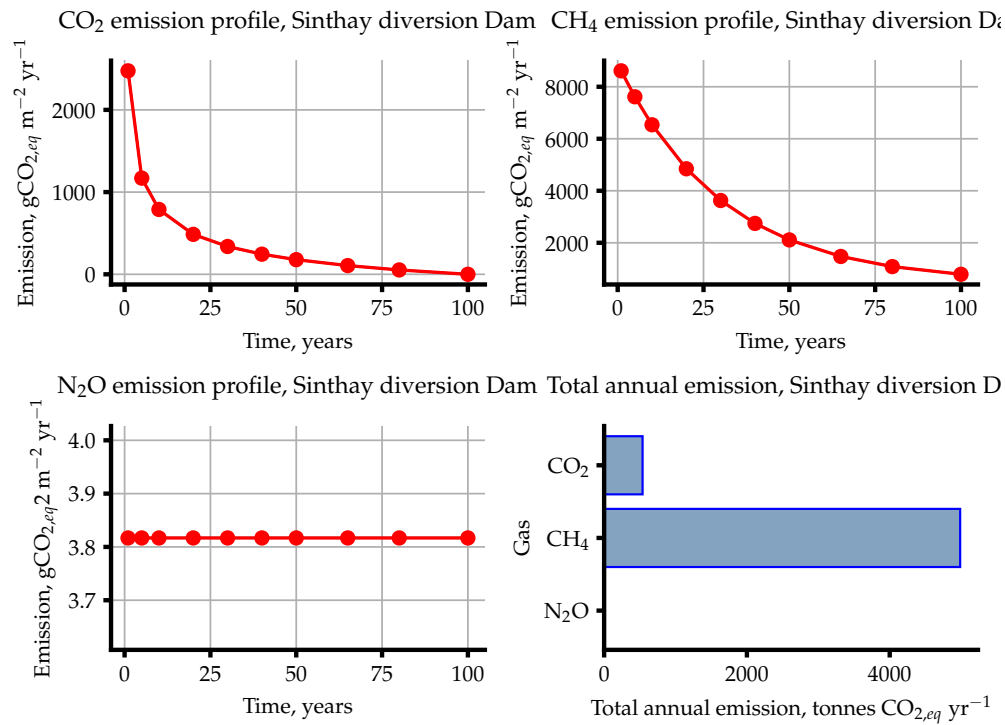 CO₂ emission profile, Sinthay diversion Dam
Emission, gCO₂,eq m⁻² yr⁻¹
2000
1000
0
0 25 50 75 100
Time, years
CH₄ emission profile, Sinthay diversion Da
Emission, gCO₂,eq m⁻² yr⁻¹
8000
6000
4000
2000
0 25 50 75 100
Time, years
N₂O emission profile, Sinthay diversion Dam
Emission, gCO₂,eq2 m⁻² yr⁻¹
4.0
3.9
3.8
3.7
0 25 50 75 100
Time, years
Total annual emission, Sinthay diversion D
Gas
CO₂
CH₄
N₂O
0 2000 4000
Total annual emission, tonnes CO₂,eq yr⁻¹